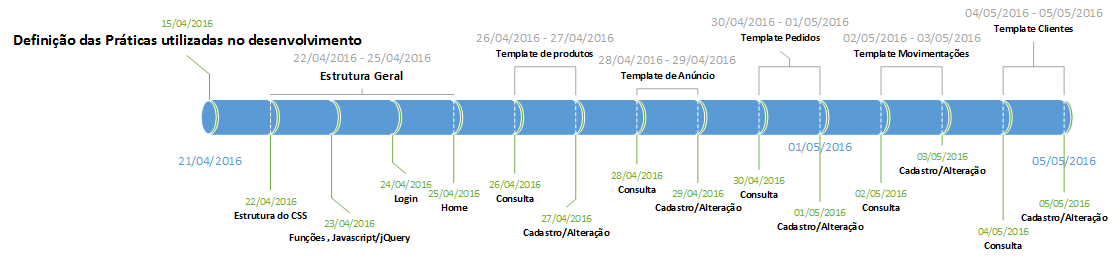 15/04/2016
Definição das Práticas utilizadas no desenvolvimento
22/04/2016 - 25/04/2016
Estrutura Geral
26/04/2016 - 27/04/2016
Template de produtos
28/04/2016 - 29/04/2016
Template de Anúncio
30/04/2016 - 01/05/2016
Template Pedidos
02/05/2016 - 03/05/2016
Template Movimentações
04/05/2016 - 05/05/2016
Template Clientes
21/04/2016
01/05/2016
05/05/2016
22/04/2016
Estrutura do CSS
23/04/2016
Funções , Javascript/jQuery
24/04/2016
Login
25/04/2016
Home
26/04/2016
Consulta
27/04/2016
Cadastro/Alteração
28/04/2016
Consulta
29/04/2016
Cadastro/Alteração
30/04/2016
Consulta
01/05/2016
Cadastro/Alteração
02/05/2016
Consulta
03/05/2016
Cadastro/Alteração
04/05/2016
Consulta
05/05/2016
Cadastro/Alteração